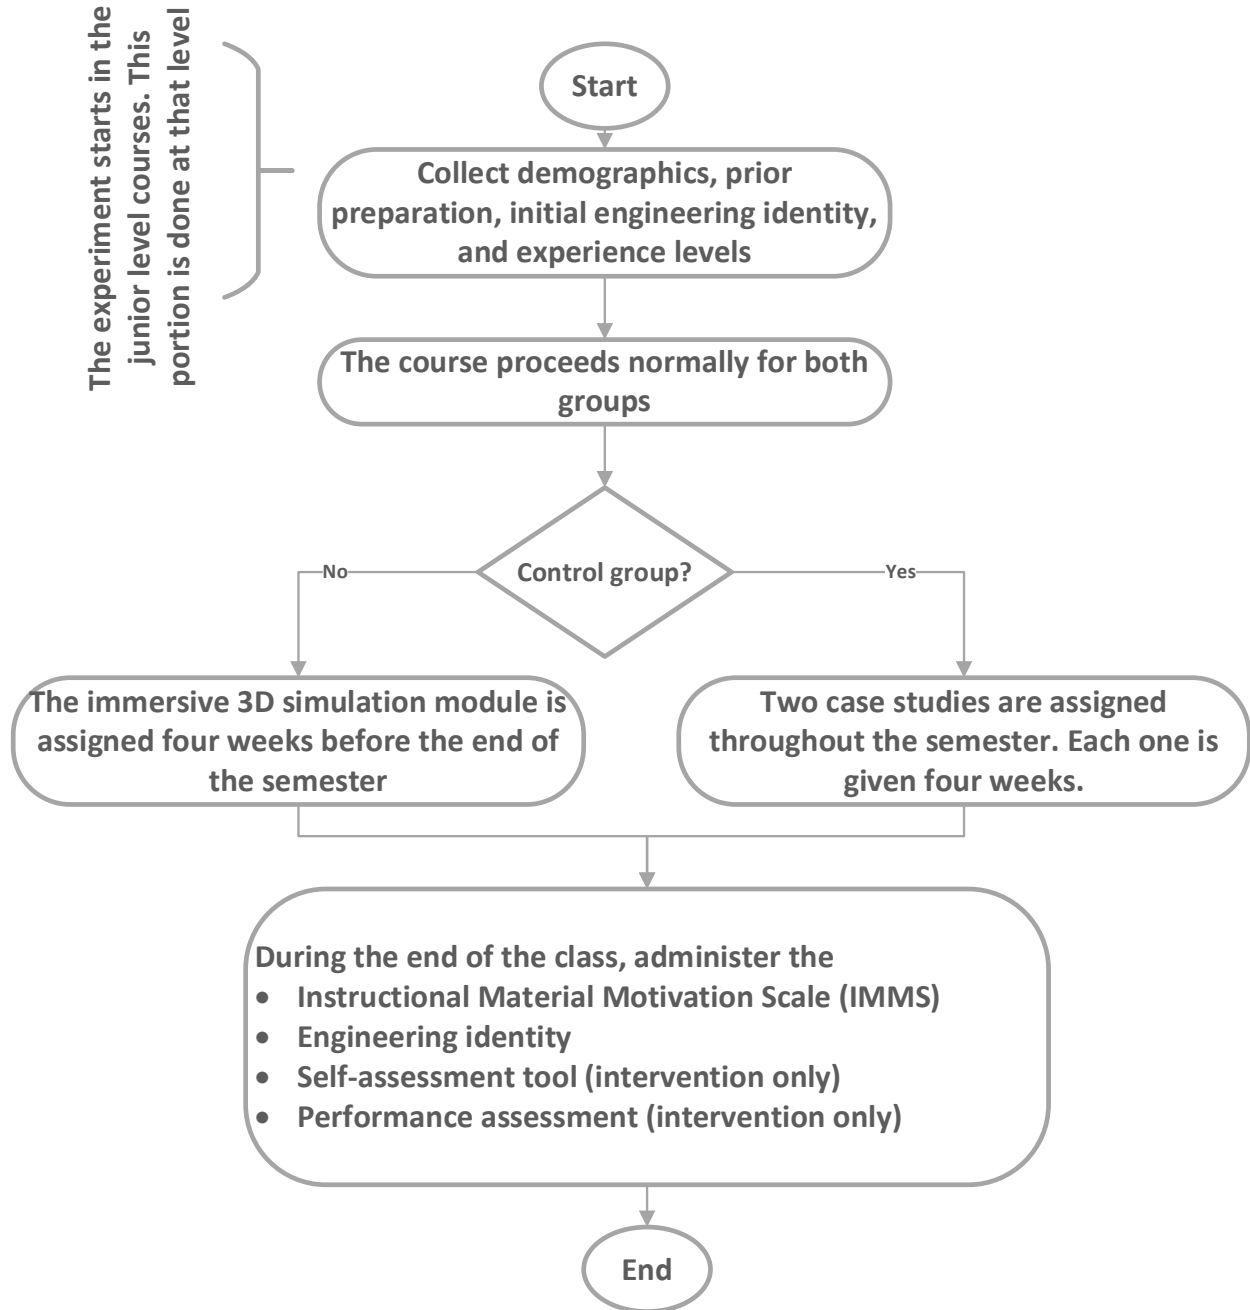 The experiment starts in the
junior level courses. This
portion is done at that level
Start
Collect demographics, prior
preparation, initial engineering identity,
and experience levels
The course proceeds normally for both
groups
Control group?
No
Yes
The immersive 3D simulation module is
assigned four weeks before the end of
the semester
Two case studies are assigned
throughout the semester. Each one is
given four weeks.
During the end of the class, administer the
• Instructional Material Motivation Scale (IMMS)
• Engineering identity
• Self-assessment tool (intervention only)
• Performance assessment (intervention only)
End